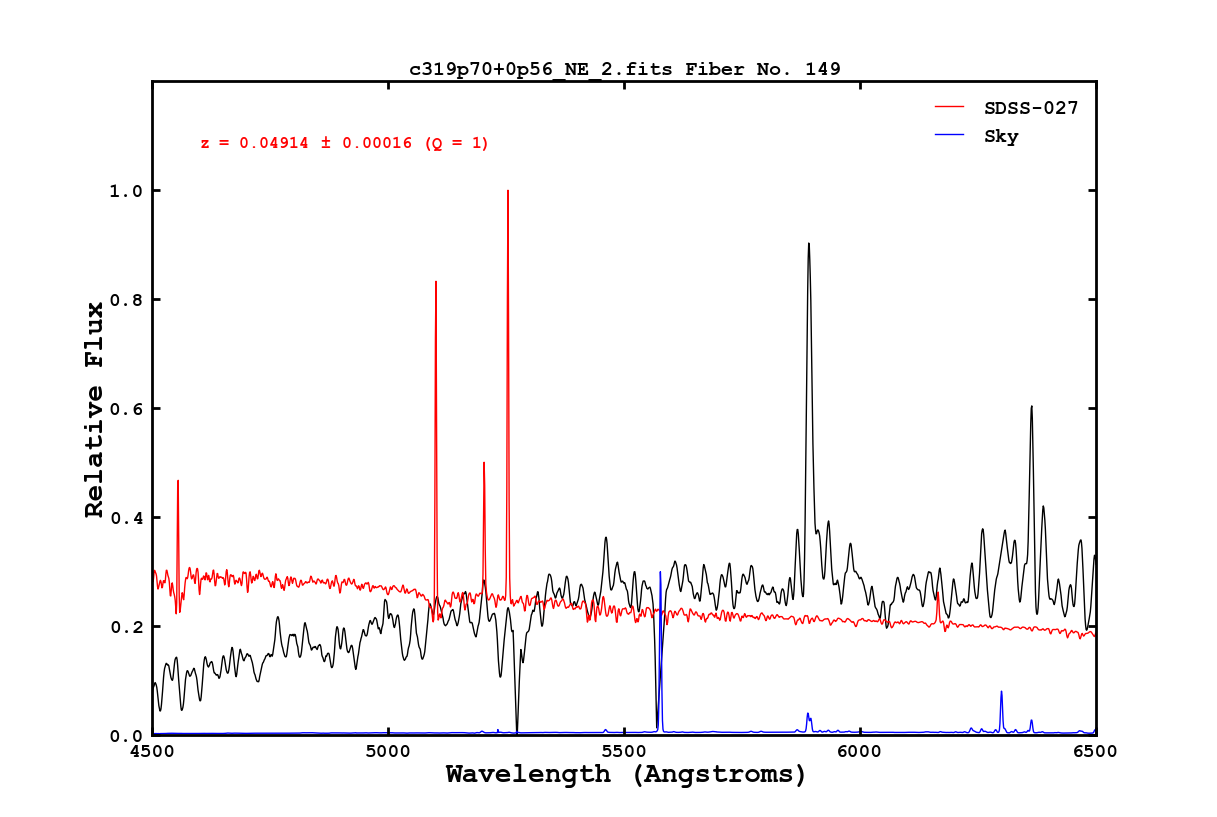 c319p70+0p56_NE_2.fits Fiber No. 149
SDSS-027
Sky
z = 0.04914 ± 0.00016 (Q = 1)
1.0
0.8
0.6
0.4
0.2
0.0
Relative Flux
4500 5000 5500 6000 6500
Wavelength (Angstroms)